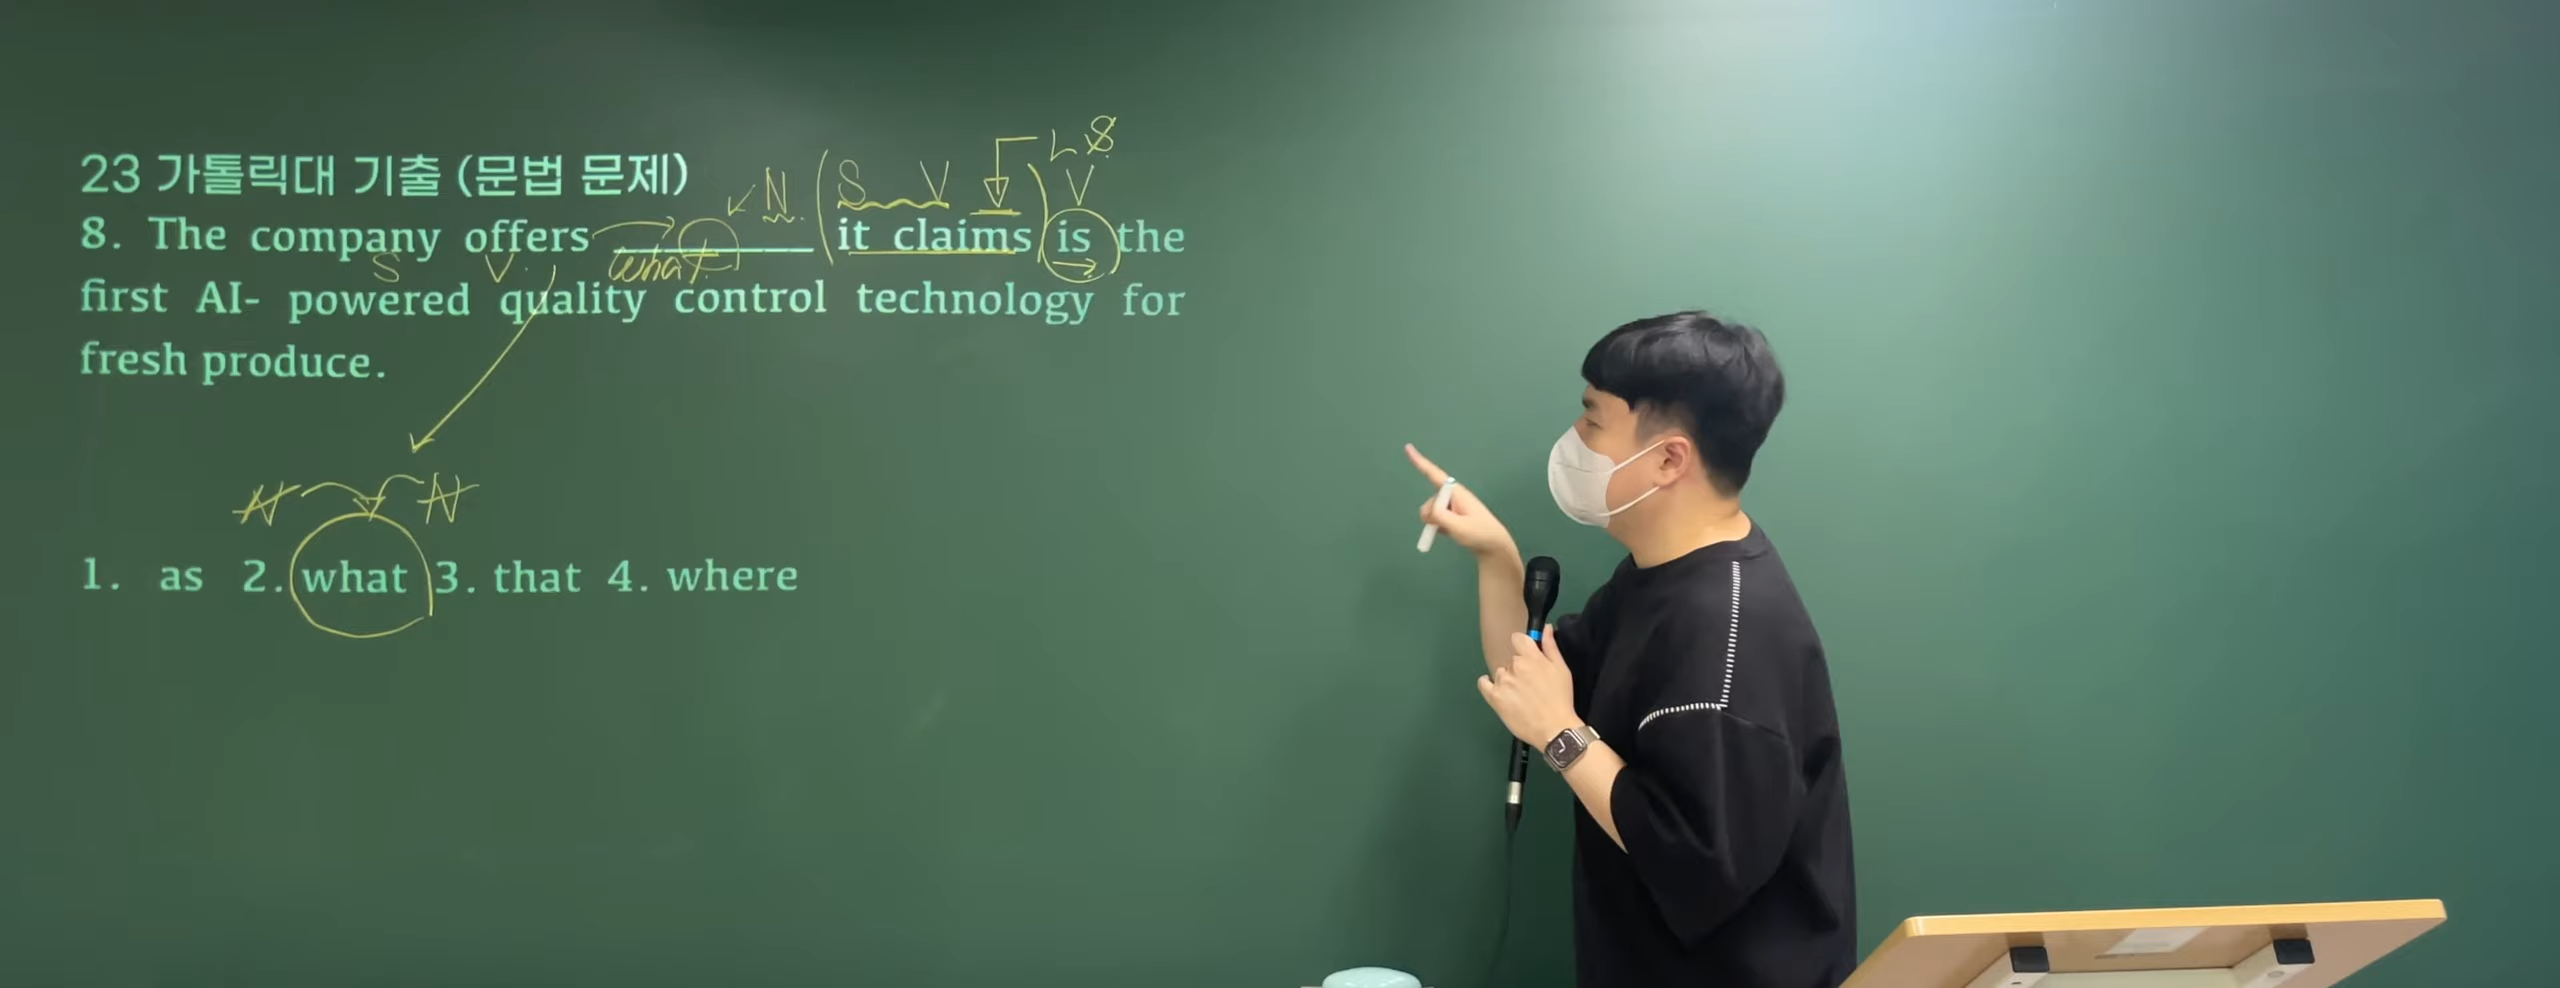 23 가톨릭대 기출 (문법 문제)
L S
N S V V
8. The company offers ________ it claims is the
S V what
first AI- powered quality control technology for
fresh produce.
N N
1. as 2. what 3. that 4. where